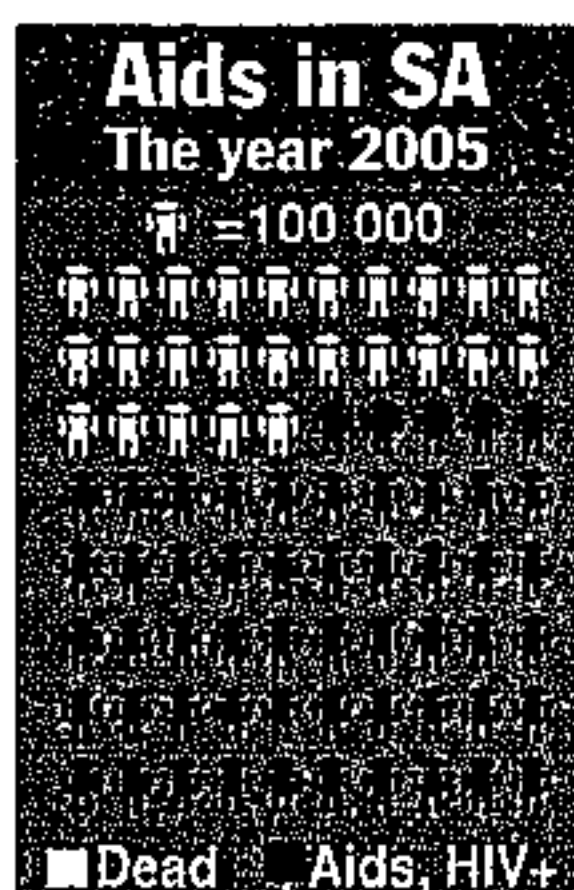 Aids in SA
The year 2005
=100 000
Dead Aids, HIV+